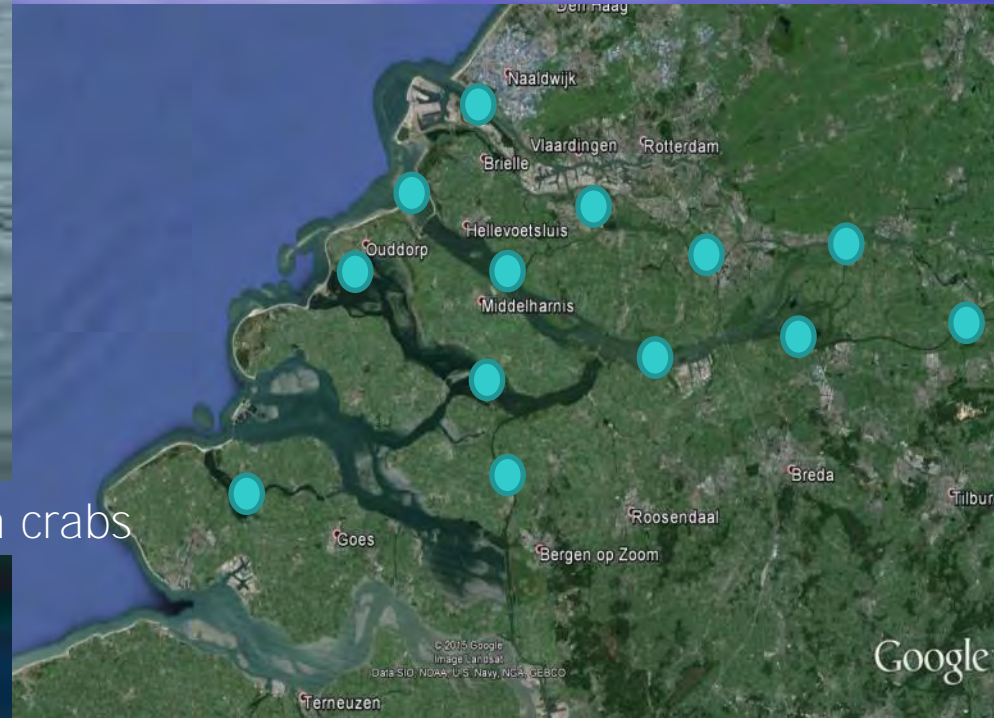 Den Haag
Naaldwijk
Vlaardingen
Rotterdam
Brielle
Hellevoetsluis
Ouddorp
Middelharnis
Breda
Tilbur
Roosendaal
crabs
Goes
Bergen op Zoom
© 2015 Google
Image Landsat
Data SIO, NOAA, U.S. Navy, NGA, GEBCO
Google
Terneuzen